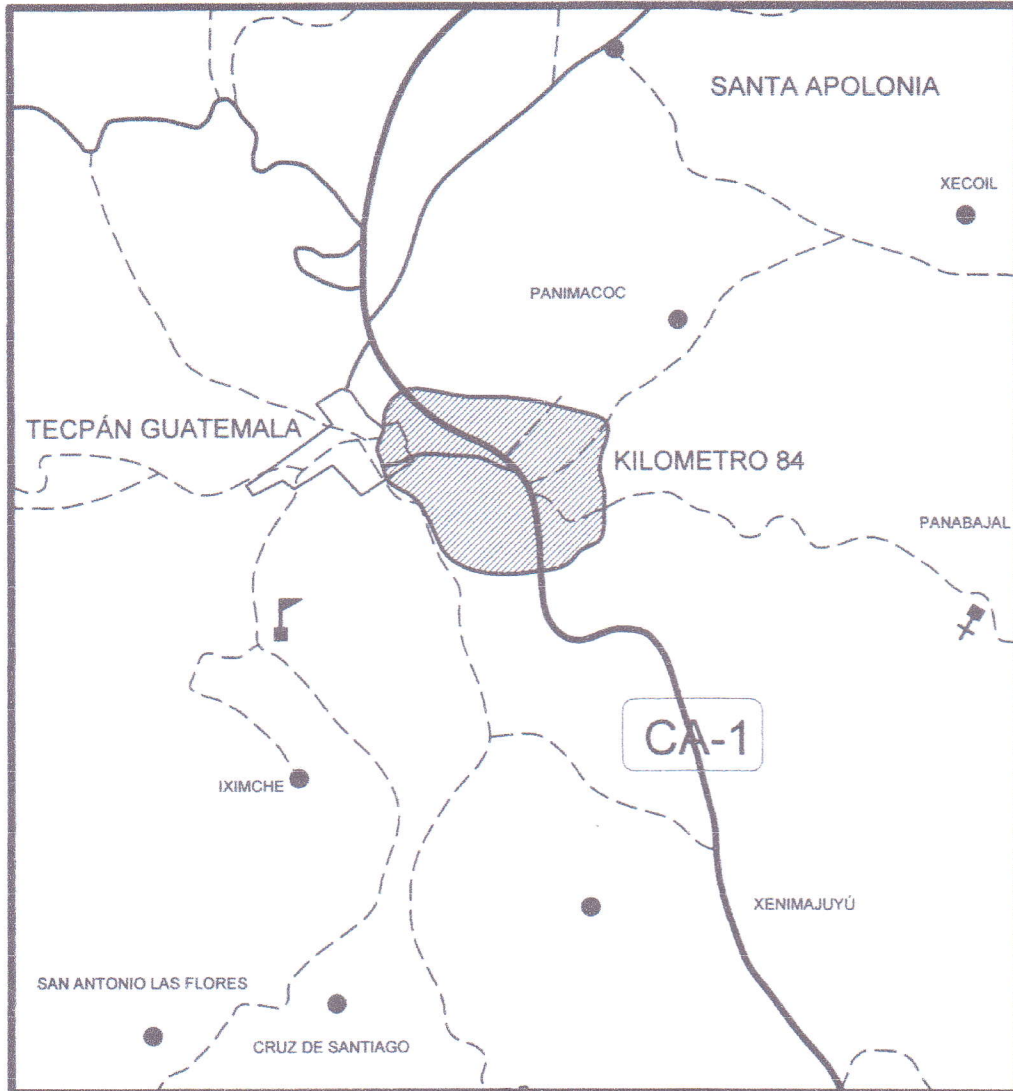 SANTA APOLONIA
XECOIL
PANIMACOC
TECPÁN GUATEMALA
KILOMETRO 84
PANABAJAL
CA-1
IXIMCHE
XENIMAJUYÚ
SAN ANTONIO LAS FLORES
CRUZ DE SANTIAGO